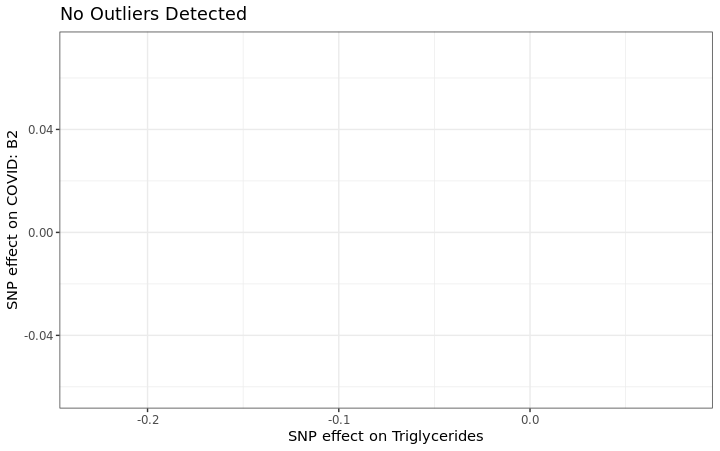 No Outliers Detected
SNP effect on COVID: B2
0.04
0.00
-0.04
-0.2
-0.1
0.0
SNP effect on Triglycerides